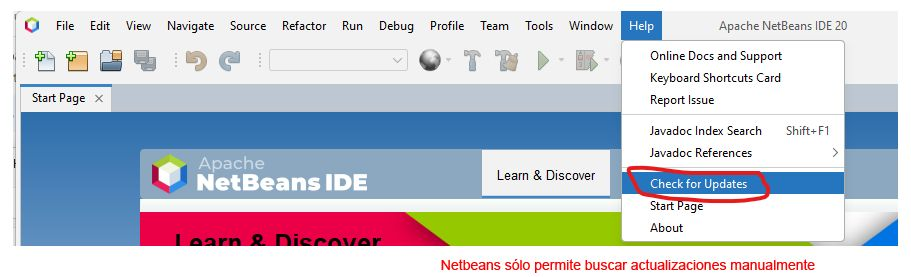 File Edit View Navigate Source Refactor Run Debug Profile Team Tools Window Help Apache NetBeans IDE 20
Online Docs and Support
Keyboard Shortcuts Card
Report Issue
Start Page ×
Javadoc Index Search Shift+F1
Javadoc References
Apache
NetBeans IDE
Learn & Discover
Check for Updates
Start Page
About
Learn & Discover
Netbeans sólo permite buscar actualizaciones manualmente